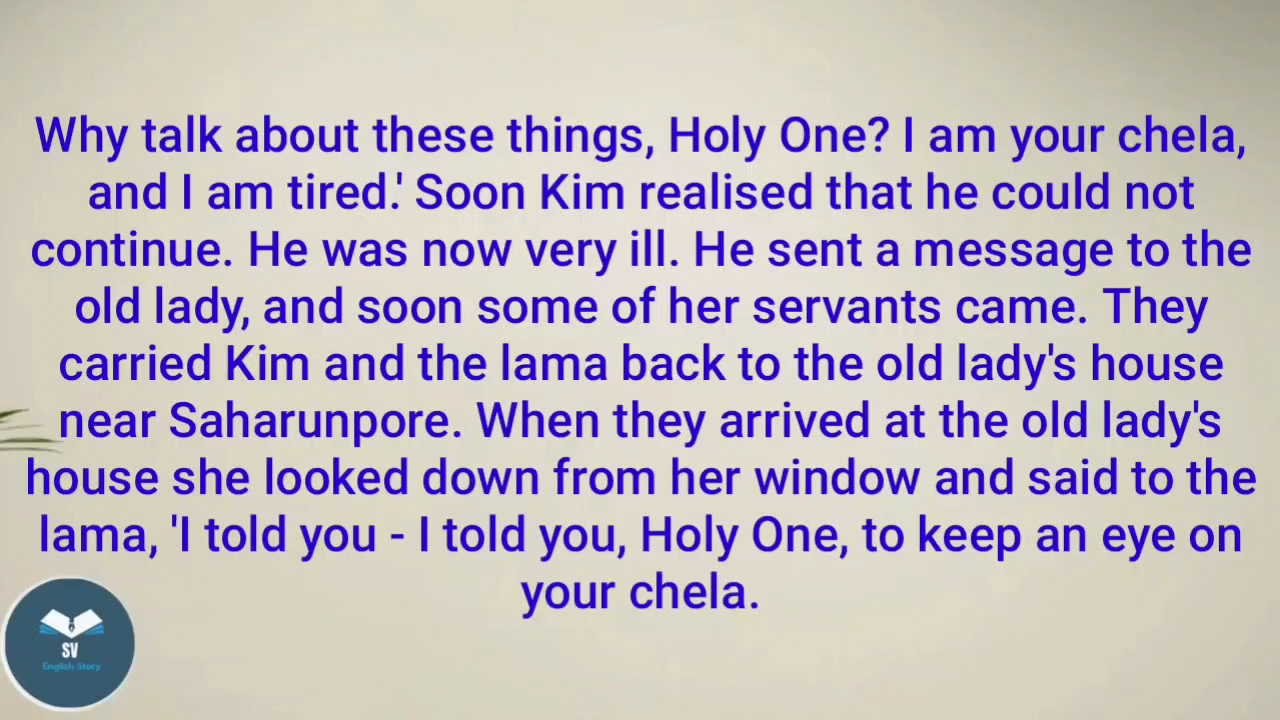 Why talk about these things, Holy One? I am your chela,
and I am tired.' Soon Kim realised that he could not
continue. He was now very ill. He sent a message to the
old lady, and soon some of her servants came. They
carried Kim and the lama back to the old lady's house
near Saharunpore. When they arrived at the old lady's
house she looked down from her window and said to the
lama, 'I told you - I told you, Holy One, to keep an eye on
your chela.
SV
English Story